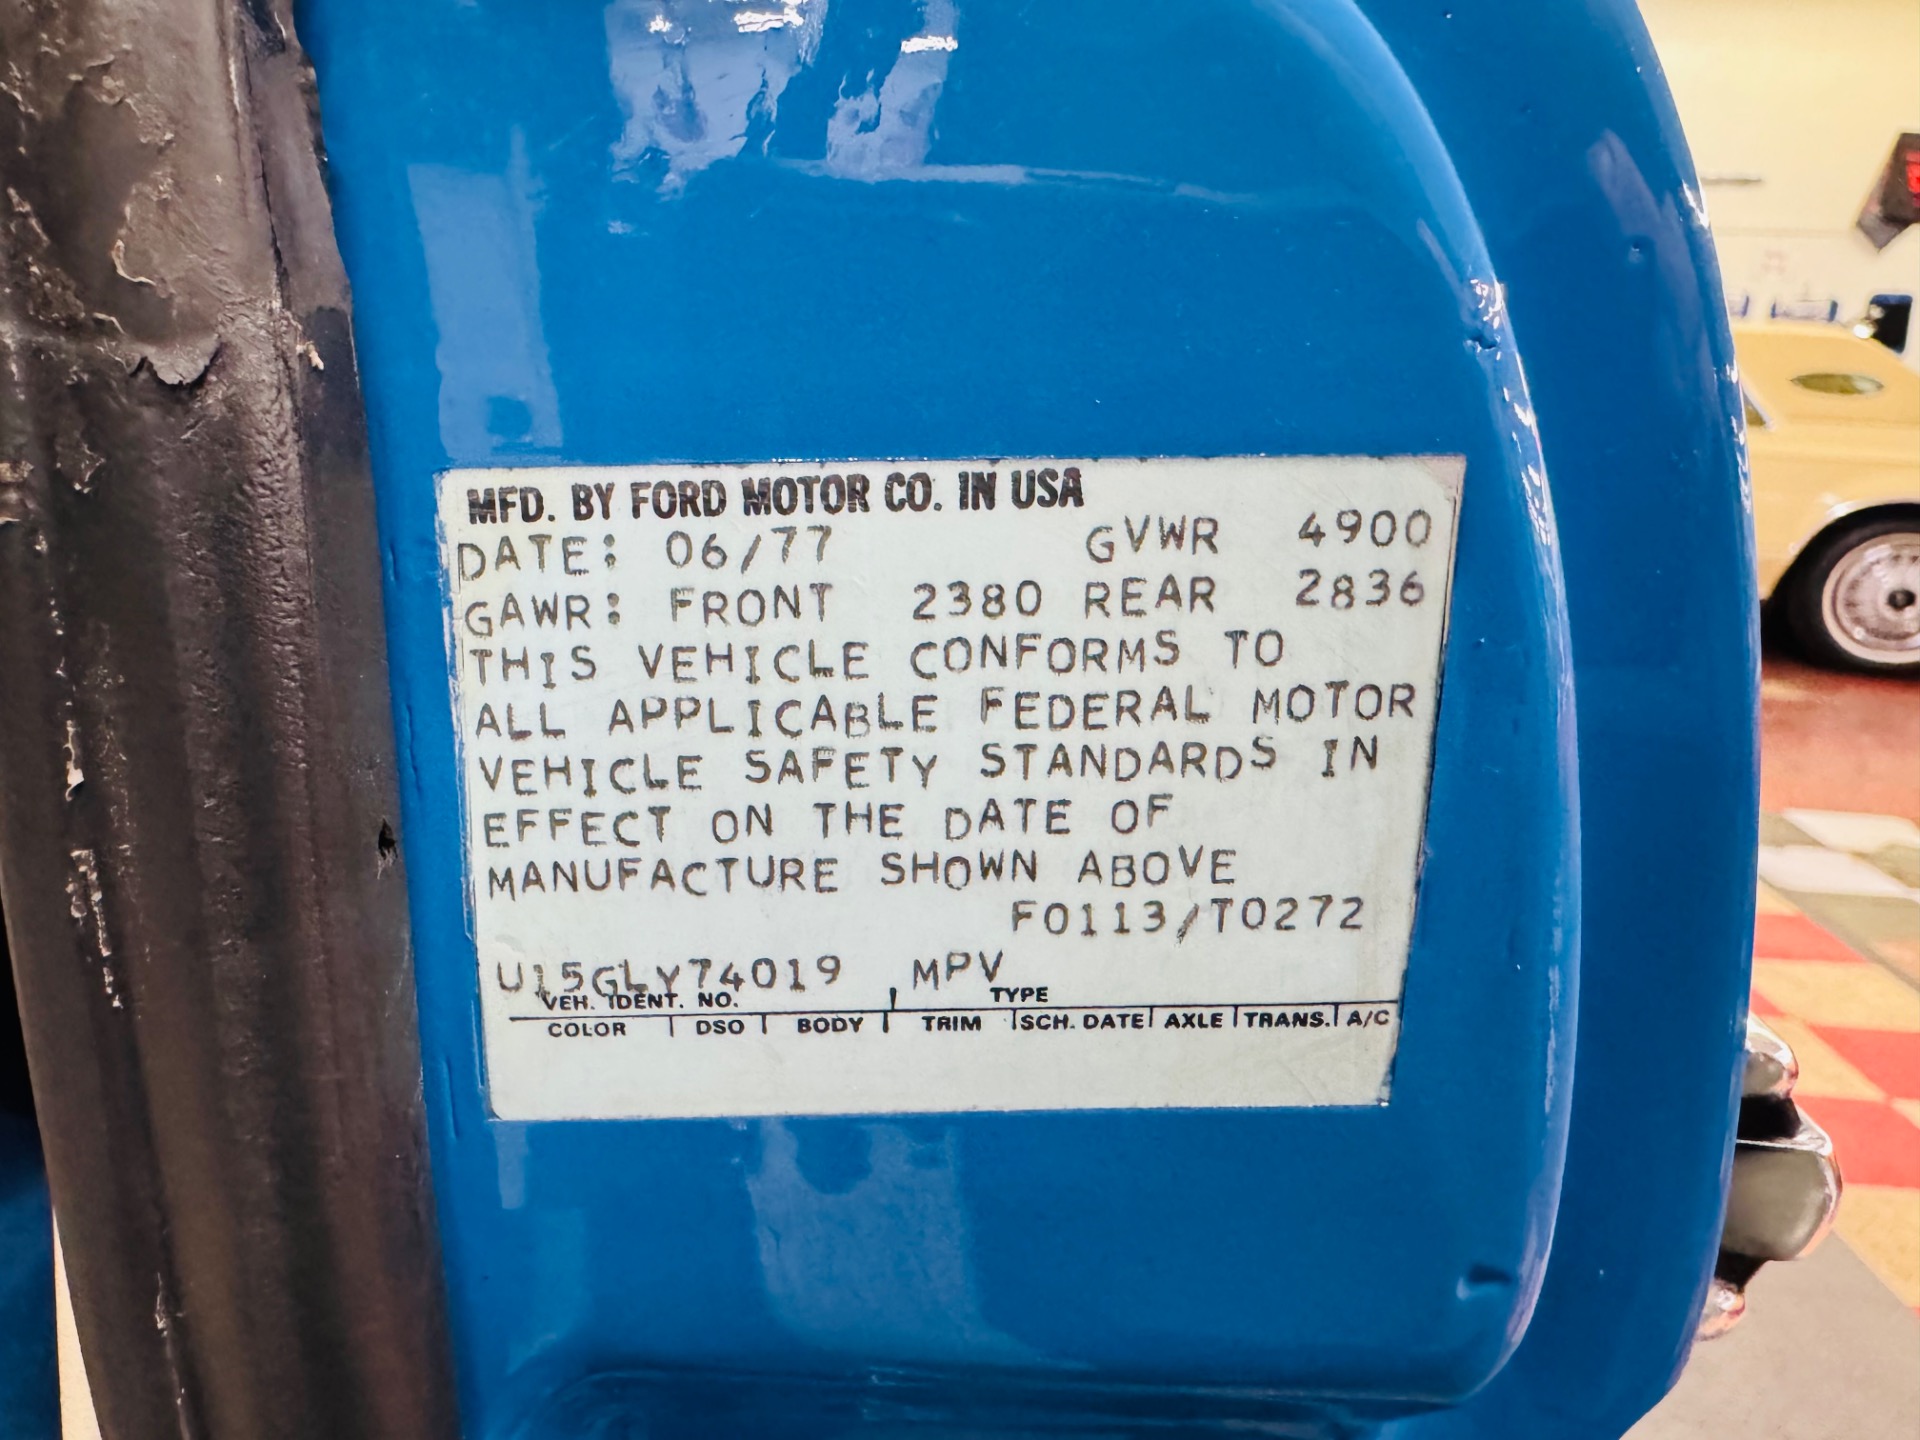 MFD. BY FORD MOTOR CO. IN USA
DATE: 06/77 GVWR 4900
GAWR: FRONT 2380 REAR 2836
THIS VEHICLE CONFORMS TO
ALL APPLICABLE FEDERAL MOTOR
VEHICLE SAFETY STANDARDS IN
EFFECT ON THE DATE OF
MANUFACTURE SHOWN ABOVE
F0113/T0272
U15GLY74019 MPV
VEH. IDENT. NO. TYPE
COLOR DSO BODY TRIM SCH. DATE AXLE TRANS. A/C